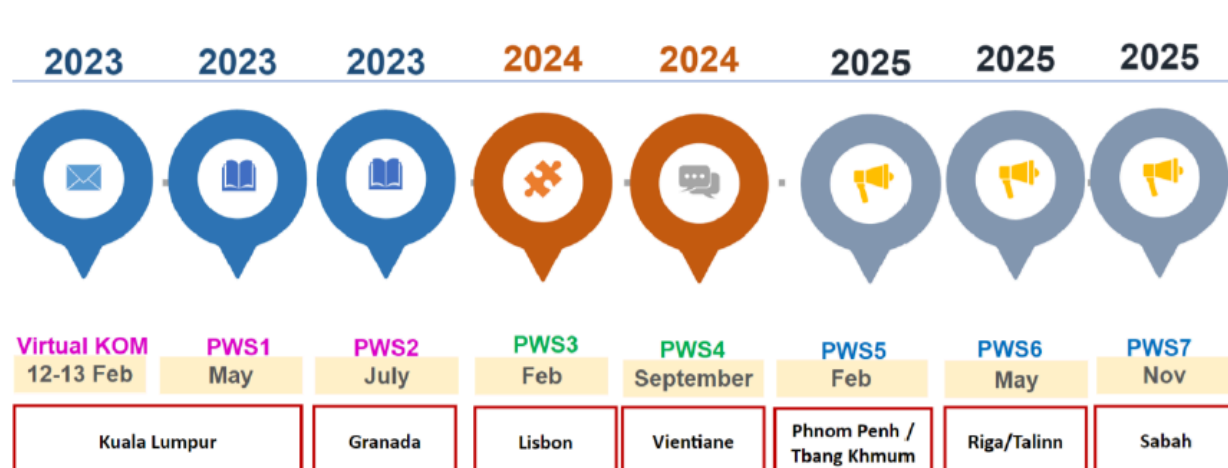 2023 2023 2023 2024 2024 2025 2025 2025
Virtual KOM PWS1 PWS2 PWS3 PWS4 PWS5 PWS6 PWS7
12-13 Feb May July Feb September Feb May Nov
Kuala Lumpur Granada Lisbon Vientiane Phnom Penh / Riga/Talinn Sabah
Tbang Khmum